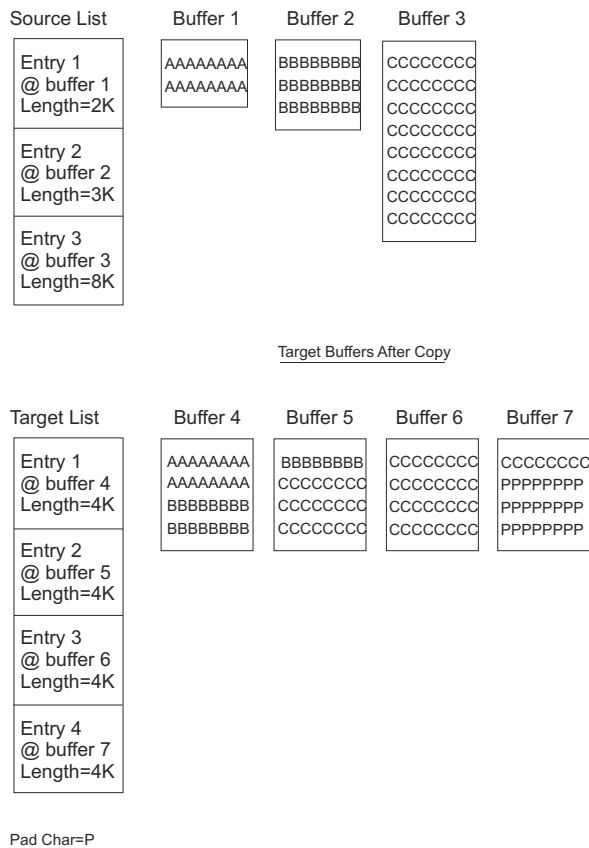 Source List
Buffer 1
Buffer 2
Buffer 3
Entry 1
@ buffer 1
Length=2K
Entry 2
@ buffer 2
Length=3K
Entry 3
@ buffer 3
Length=8K
AAAAAAAA
AAAAAAAA
BBBBBBBB
BBBBBBBB
BBBBBBBB
CCCCCCCC
CCCCCCCC
CCCCCCCC
CCCCCCCC
CCCCCCCC
CCCCCCCC
CCCCCCCC
CCCCCCCC
Target Buffers After Copy
Target List
Buffer 4
Buffer 5
Buffer 6
Buffer 7
Entry 1
@ buffer 4
Length=4K
Entry 2
@ buffer 5
Length=4K
Entry 3
@ buffer 6
Length=4K
Entry 4
@ buffer 7
Length=4K
AAAAAAAA
AAAAAAAA
BBBBBBBB
BBBBBBBB
BBBBBBBB
CCCCCCCC
CCCCCCCC
CCCCCCCC
CCCCCCCC
CCCCCCCC
CCCCCCCC
CCCCCCCC
CCCCCCCC
PPPPPPPP
PPPPPPPP
PPPPPPPP
Pad Char=P